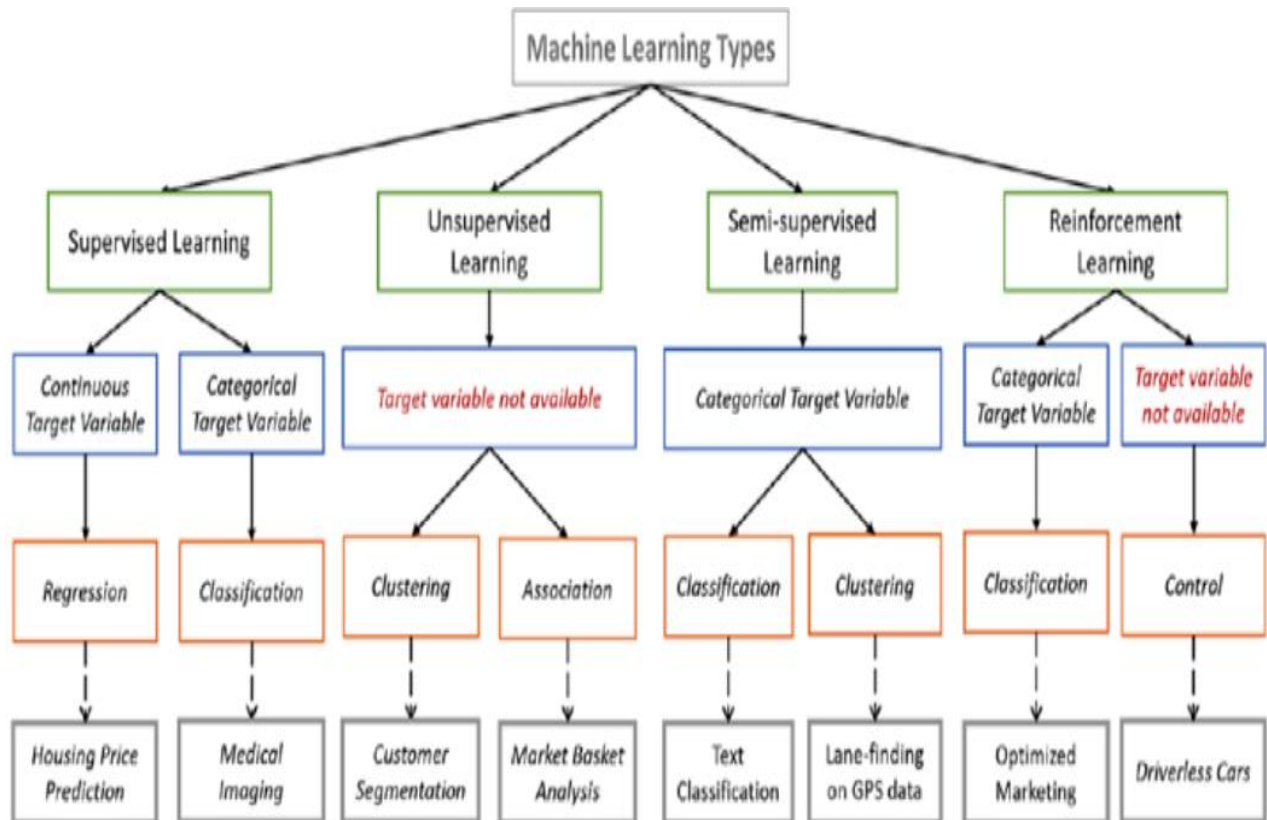 Machine Learning Types
Supervised Learning
Unsupervised
Learning
Semi-supervised
Learning
Reinforcement
Learning
Continuous
Target Variable
Categorical
Target Variable
Target variable not available
Categorical Target Variable
Categorical
Target Variable
Target variable
not available
Regression
Classification
Clustering
Association
Classification
Clustering
Classification
Control
Housing Price
Prediction
Medical
Imaging
Customer
Segmentation
Market Basket
Analysis
Text
Classification
Lane-finding
on GPS data
Optimized
Marketing
Driverless Cars